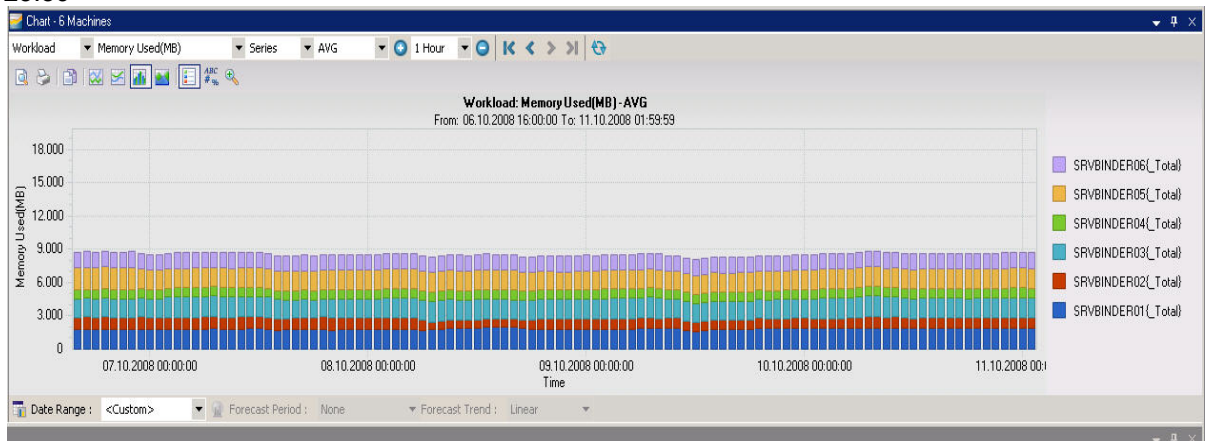 Chart - 6 Machines
Workload Memory Used(MB) Series AVG 1 Hour
ABC
#%
Workload: Memory Used(MB) - AVG
From: 06.10.2008 16:00:00 To: 11.10.2008 01:59:59
Memory Used(MB)
18.000
15.000
12.000
9.000
6.000
3.000
0
07.10.2008 00:00:00 08.10.2008 00:00:00 09.10.2008 00:00:00 10.10.2008 00:00:00 11.10.2008 00:
Time
SRVBINDER06(_Total)
SRVBINDER05(_Total)
SRVBINDER04(_Total)
SRVBINDER03(_Total)
SRVBINDER02(_Total)
SRVBINDER01(_Total)
Date Range : <Custom> Forecast Period : None Forecast Trend : Linear